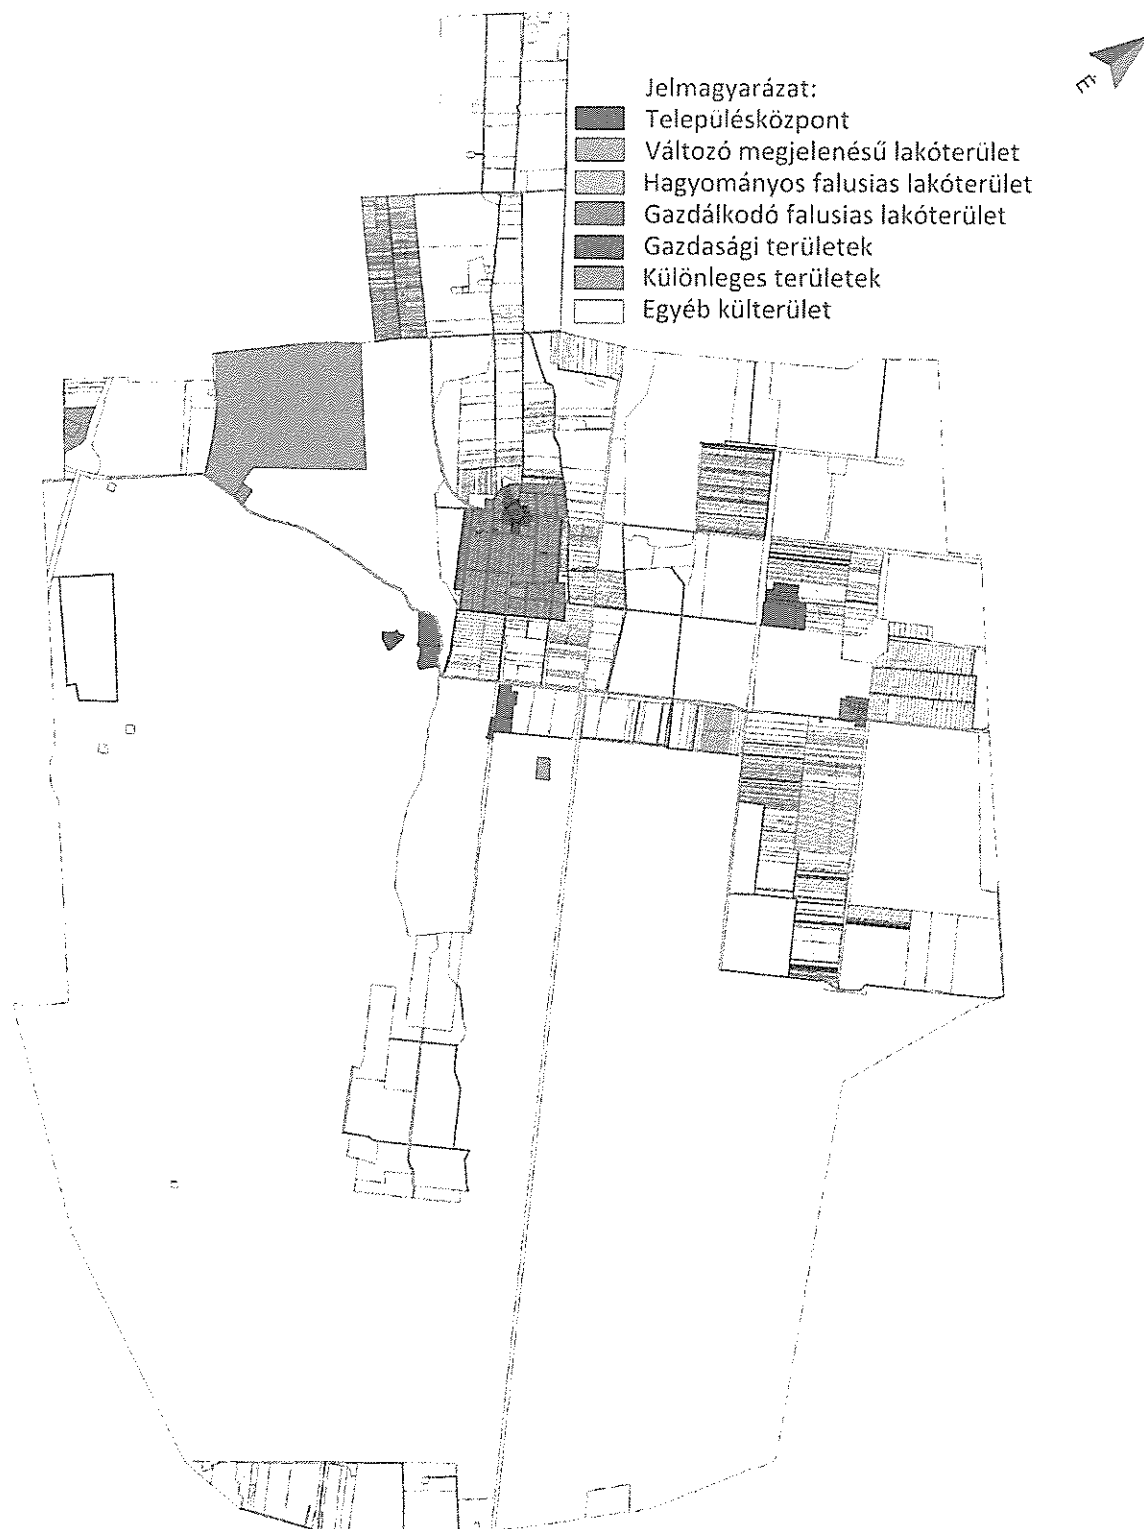 É
Jelmagyarázat:
Településközpont
Változó megjelenésű lakóterület
Hagyományos falusias lakóterület
Gazdálkodó falusias lakóterület
Gazdasági területek
Különleges területek
Egyéb külterület